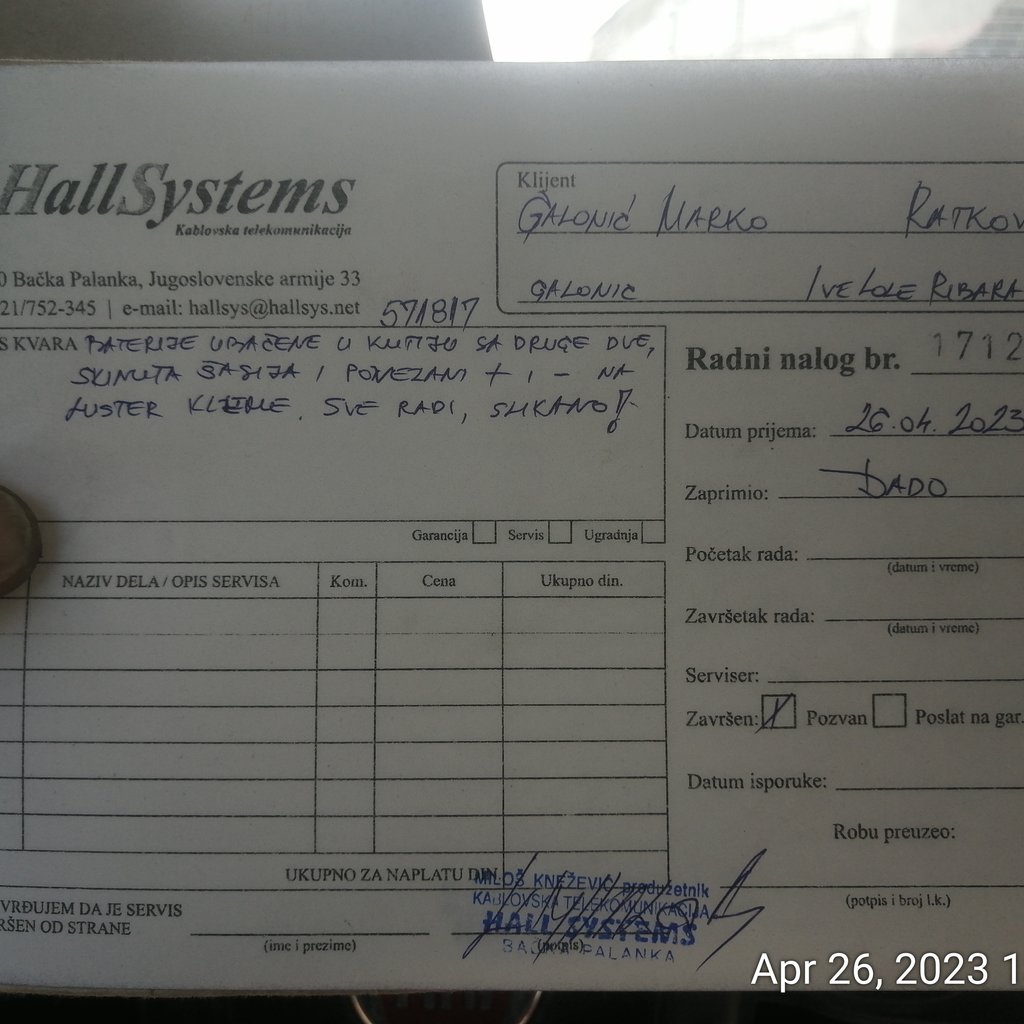 HallSystems
Kablovska telekomunikacija
0 Bačka Palanka, Jugoslovenske armije 33
21/752-345 | e-mail: hallsys@hallsys.net
571817
Klijent
GALONIĆ MARKO RATKOV
GALONIĆ IVE LOLE RIBARA
S KVARA BATERIJE UBAČENE U KUTIJU SA DRUGE DVE,
SKINUTA ŠASIJA I POVEZANI + I - NA
LUSTER KLEME. SVE RADI, SLIKANO!
Garancija Servis Ugradnja
Radni nalog br. 1712
Datum prijema: 26.04.2023
Zaprimio: DADO
Početak rada:
(datum i vreme)
Završetak rada:
(datum i vreme)
Serviser:
Završen: Pozvan Poslat na gar.
Datum isporuke:
Robu preuzeo:
(potpis i broj l.k.)
NAZIV DELA / OPIS SERVISA Kom. Cena Ukupno din.
UKUPNO ZA NAPLATU DIN.
VRĐUJEM DA JE SERVIS
RŠEN OD STRANE
(ime i prezime)
(potpis)
MILOŠ KNEŽEVIĆ produžetnik
KABLOVSKA TELEKOMUNIKACIJA
HALL SYSTEMS
BAČKA PALANKA
Apr 26, 2023 1